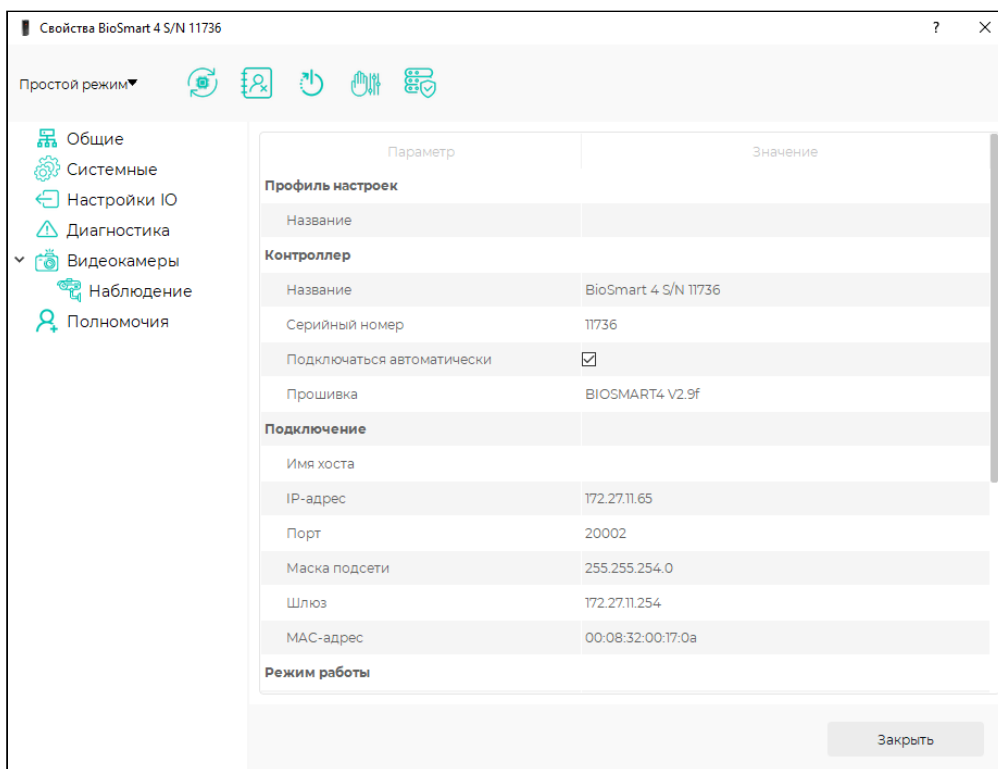 Свойства BioSmart 4 S/N 11736
?
Простой режим
Общие
Системные
Настройки IO
Диагностика
Видеокамеры
Наблюдение
Полномочия
Параметр Значение
Профиль настроек
Название
Контроллер
Название BioSmart 4 S/N 11736
Серийный номер 11736
Подключаться автоматически
Прошивка BIOSMART4 V2.9f
Подключение
Имя хоста
IP-адрес 172.27.11.65
Порт 20002
Маска подсети 255.255.254.0
Шлюз 172.27.11.254
MAC-адрес 00:08:32:00:17:0a
Режим работы
Закрыть